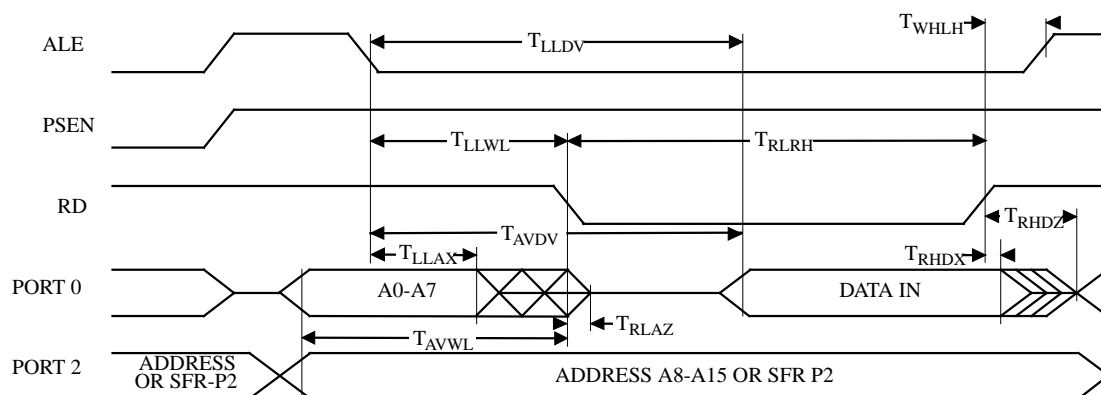 T_WHLH
ALE
T_LLDV
PSEN
T_LLWL
T_RLRH
RD
T_RHDZ
T_AVDV
T_LLAX
T_RHDX
PORT 0
A0-A7
DATA IN
T_RLAZ
T_AVWL
PORT 2
ADDRESS
OR SFR-P2
ADDRESS A8-A15 OR SFR P2